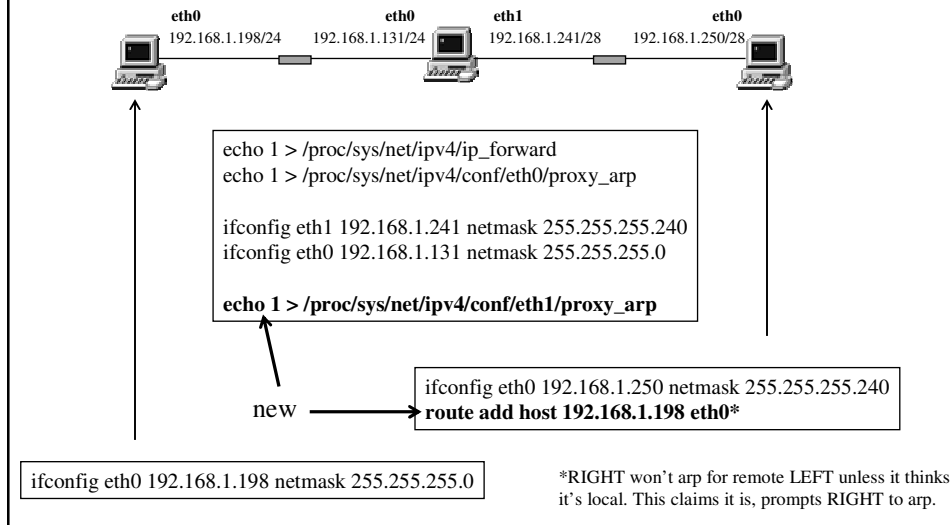 eth0 eth0 eth1 eth0
192.168.1.198/24 192.168.1.131/24 192.168.1.241/28 192.168.1.250/28
echo 1 > /proc/sys/net/ipv4/ip_forward
echo 1 > /proc/sys/net/ipv4/conf/eth0/proxy_arp
ifconfig eth1 192.168.1.241 netmask 255.255.255.240
ifconfig eth0 192.168.1.131 netmask 255.255.255.0
echo 1 > /proc/sys/net/ipv4/conf/eth1/proxy_arp
new
ifconfig eth0 192.168.1.250 netmask 255.255.255.240
route add host 192.168.1.198 eth0*
ifconfig eth0 192.168.1.198 netmask 255.255.255.0
*RIGHT won't arp for remote LEFT unless it thinks
it's local. This claims it is, prompts RIGHT to arp.